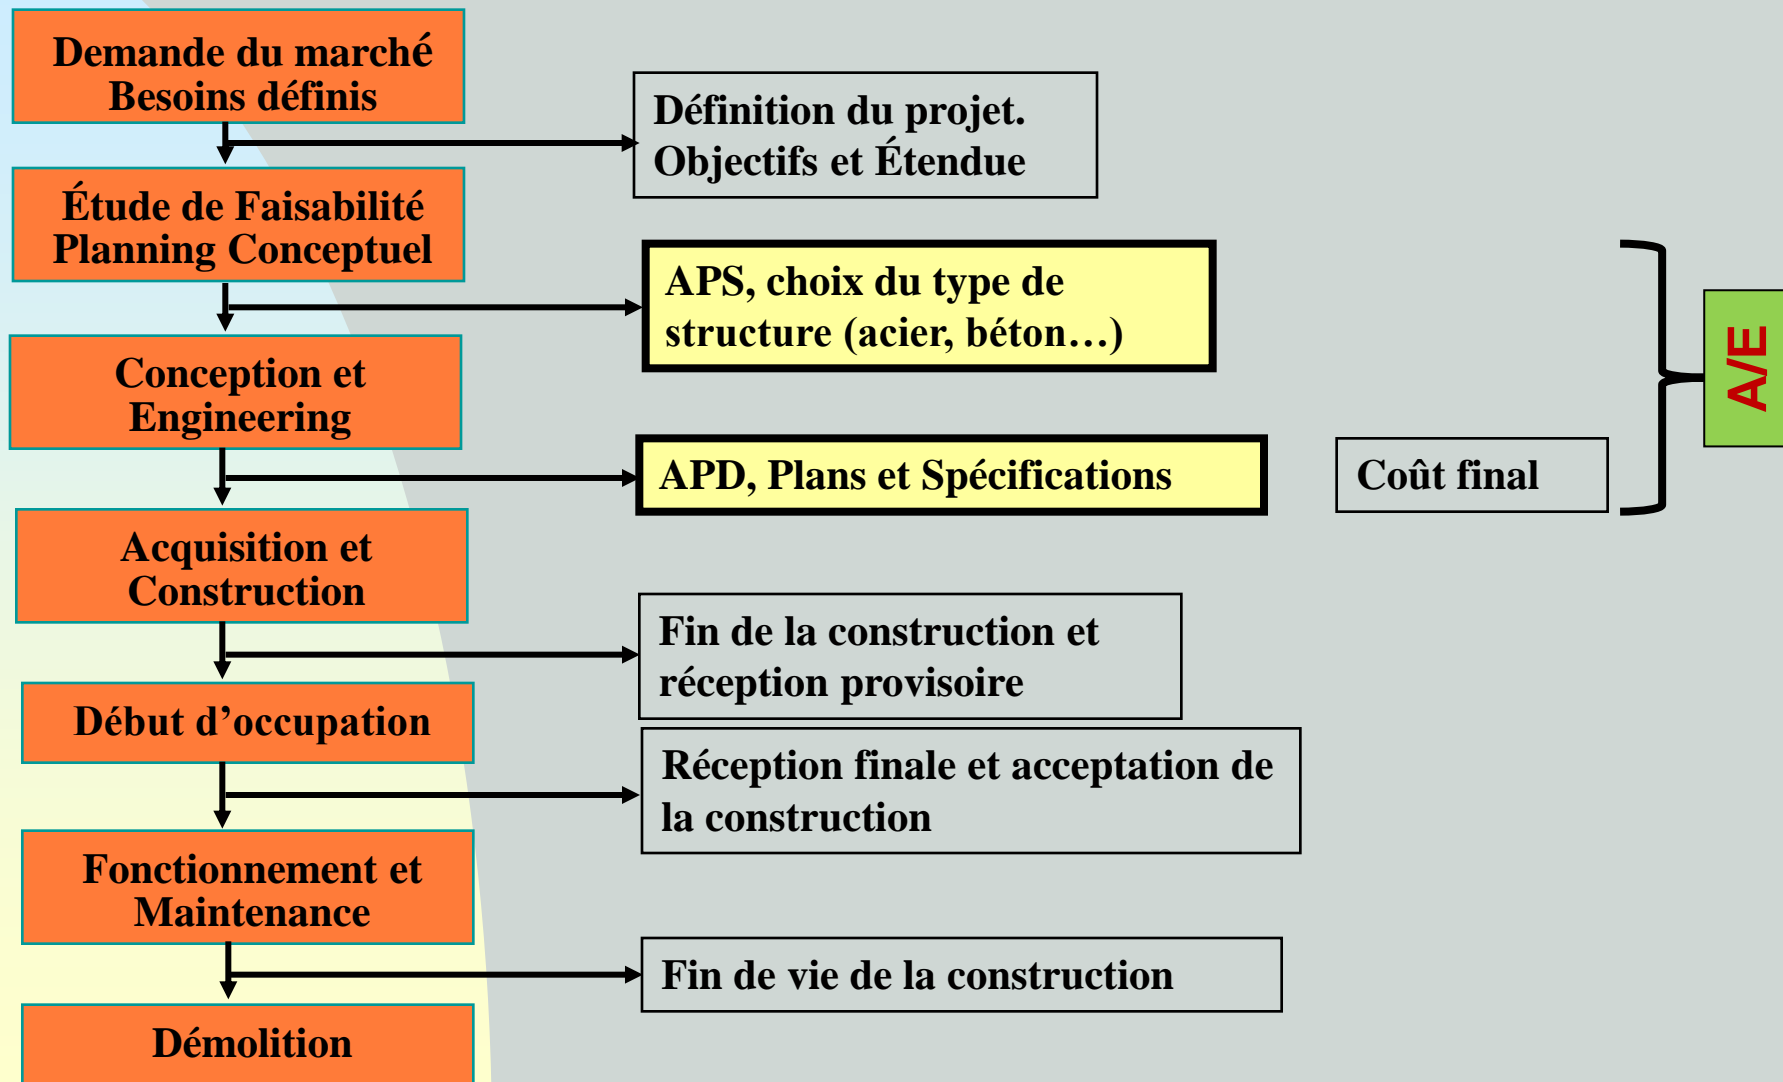 Demande du marché
Besoins définis
Définition du projet.
Objectifs et Étendue
Étude de Faisabilité
Planning Conceptuel
APS, choix du type de
structure (acier, béton…)
A/E
Conception et
Engineering
APD, Plans et Spécifications
Coût final
Acquisition et
Construction
Fin de la construction et
réception provisoire
Début d’occupation
Réception finale et acceptation de
la construction
Fonctionnement et
Maintenance
Fin de vie de la construction
Démolition